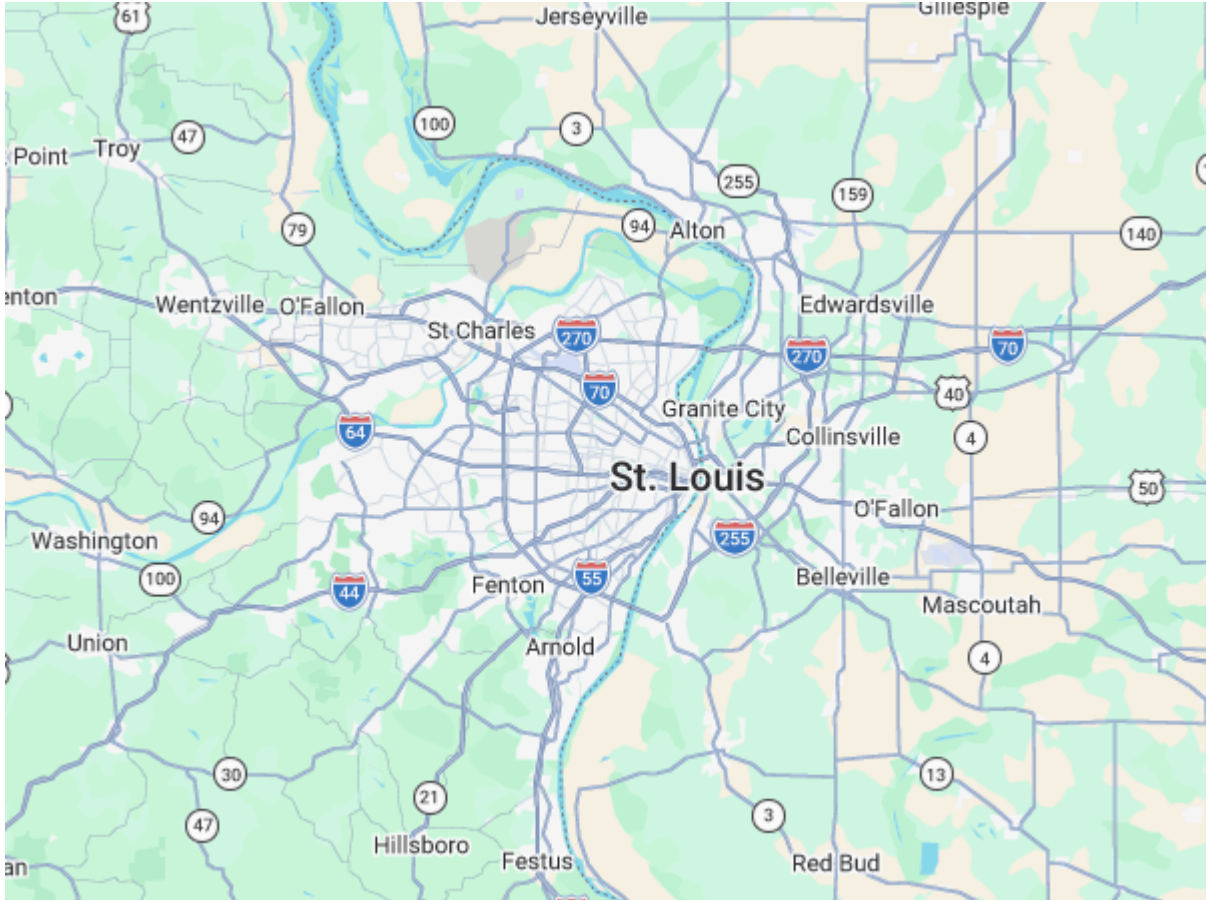 61
Jerseyville
Gillespie
100
3
47
Point
Troy
255
159
79
94
Alton
140
enton
Wentzville
O'Fallon
Edwardsville
St Charles
270
270
70
70
40
Granite City
64
4
Collinsville
St. Louis
50
94
O'Fallon
Washington
255
100
44
Fenton
55
Belleville
Mascoutah
Union
Arnold
4
30
13
21
47
3
Hillsboro
Festus
Red Bud
an